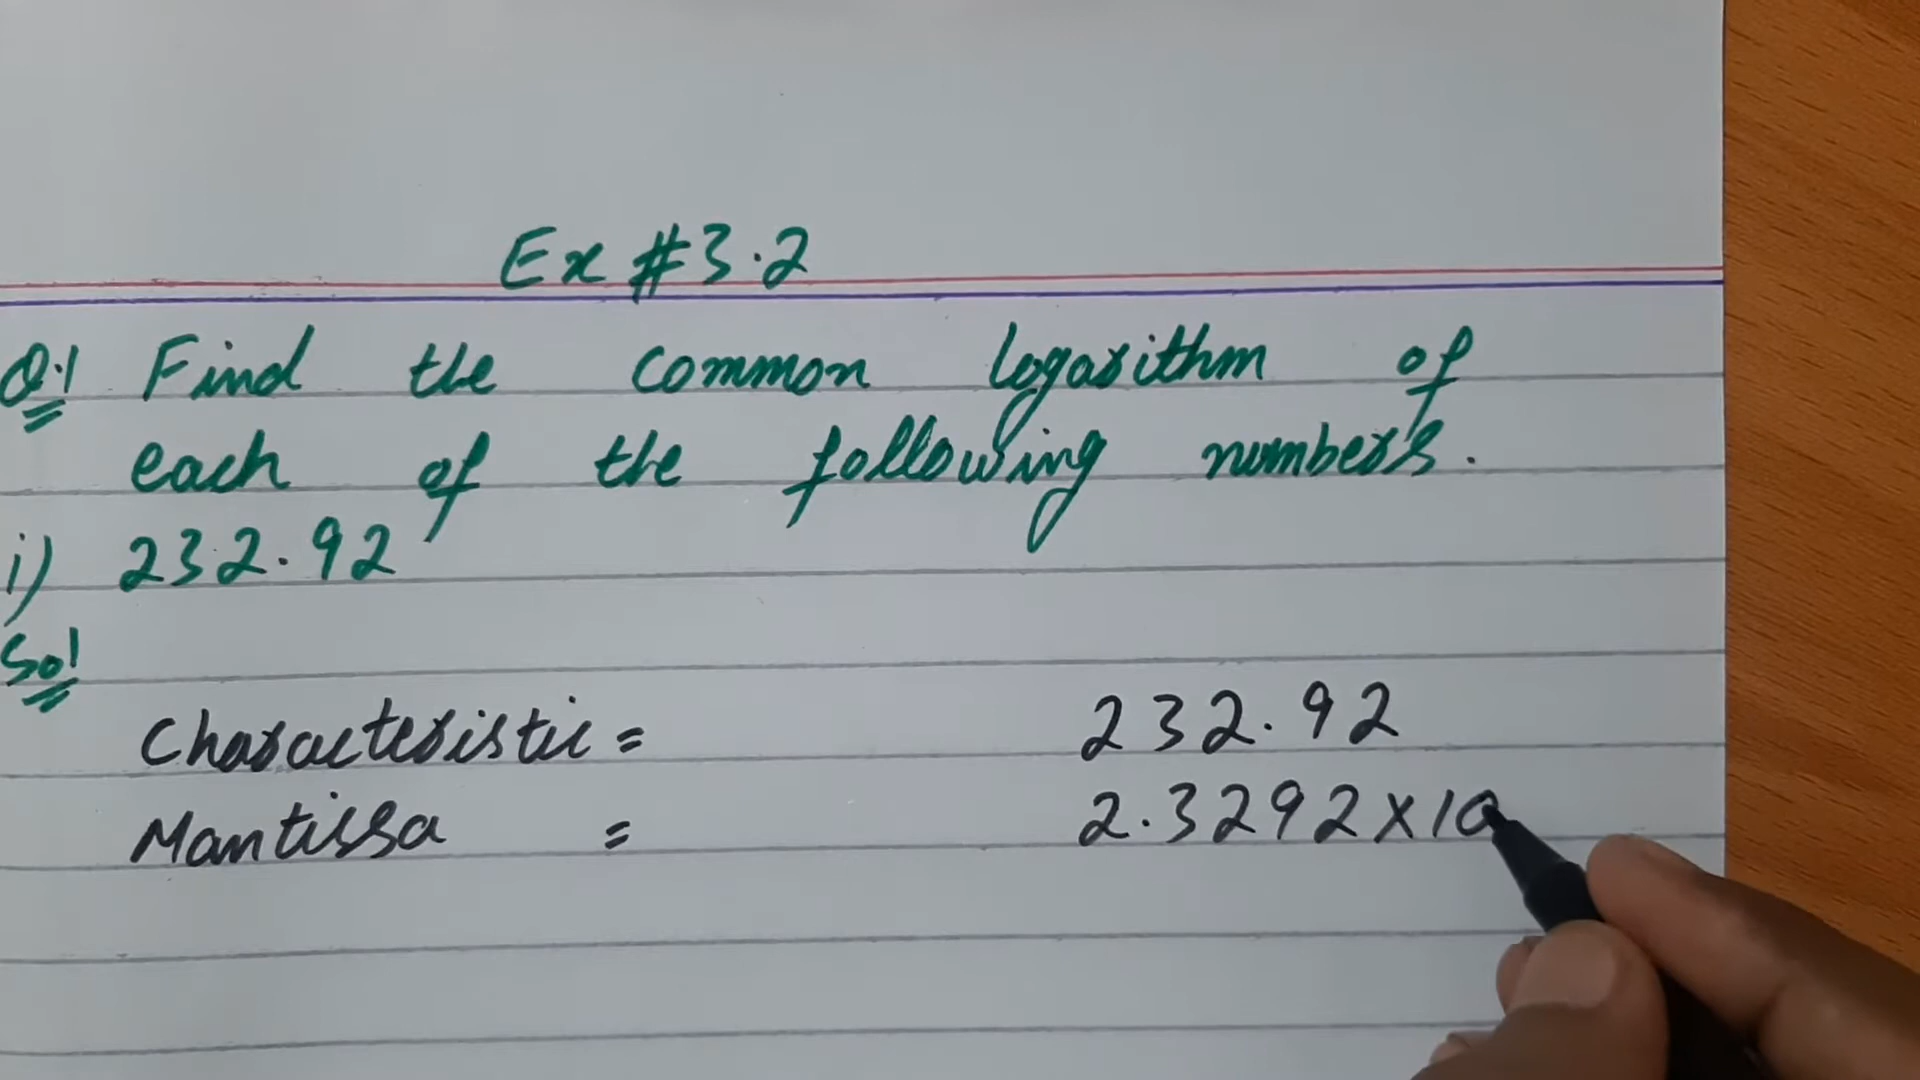 Ex #3.2
Q.1 Find the common logarithm of
each of the following numbers.
i) 232.92
Sol
Characteristic = 232.92
Mantissa = 2.3292×10